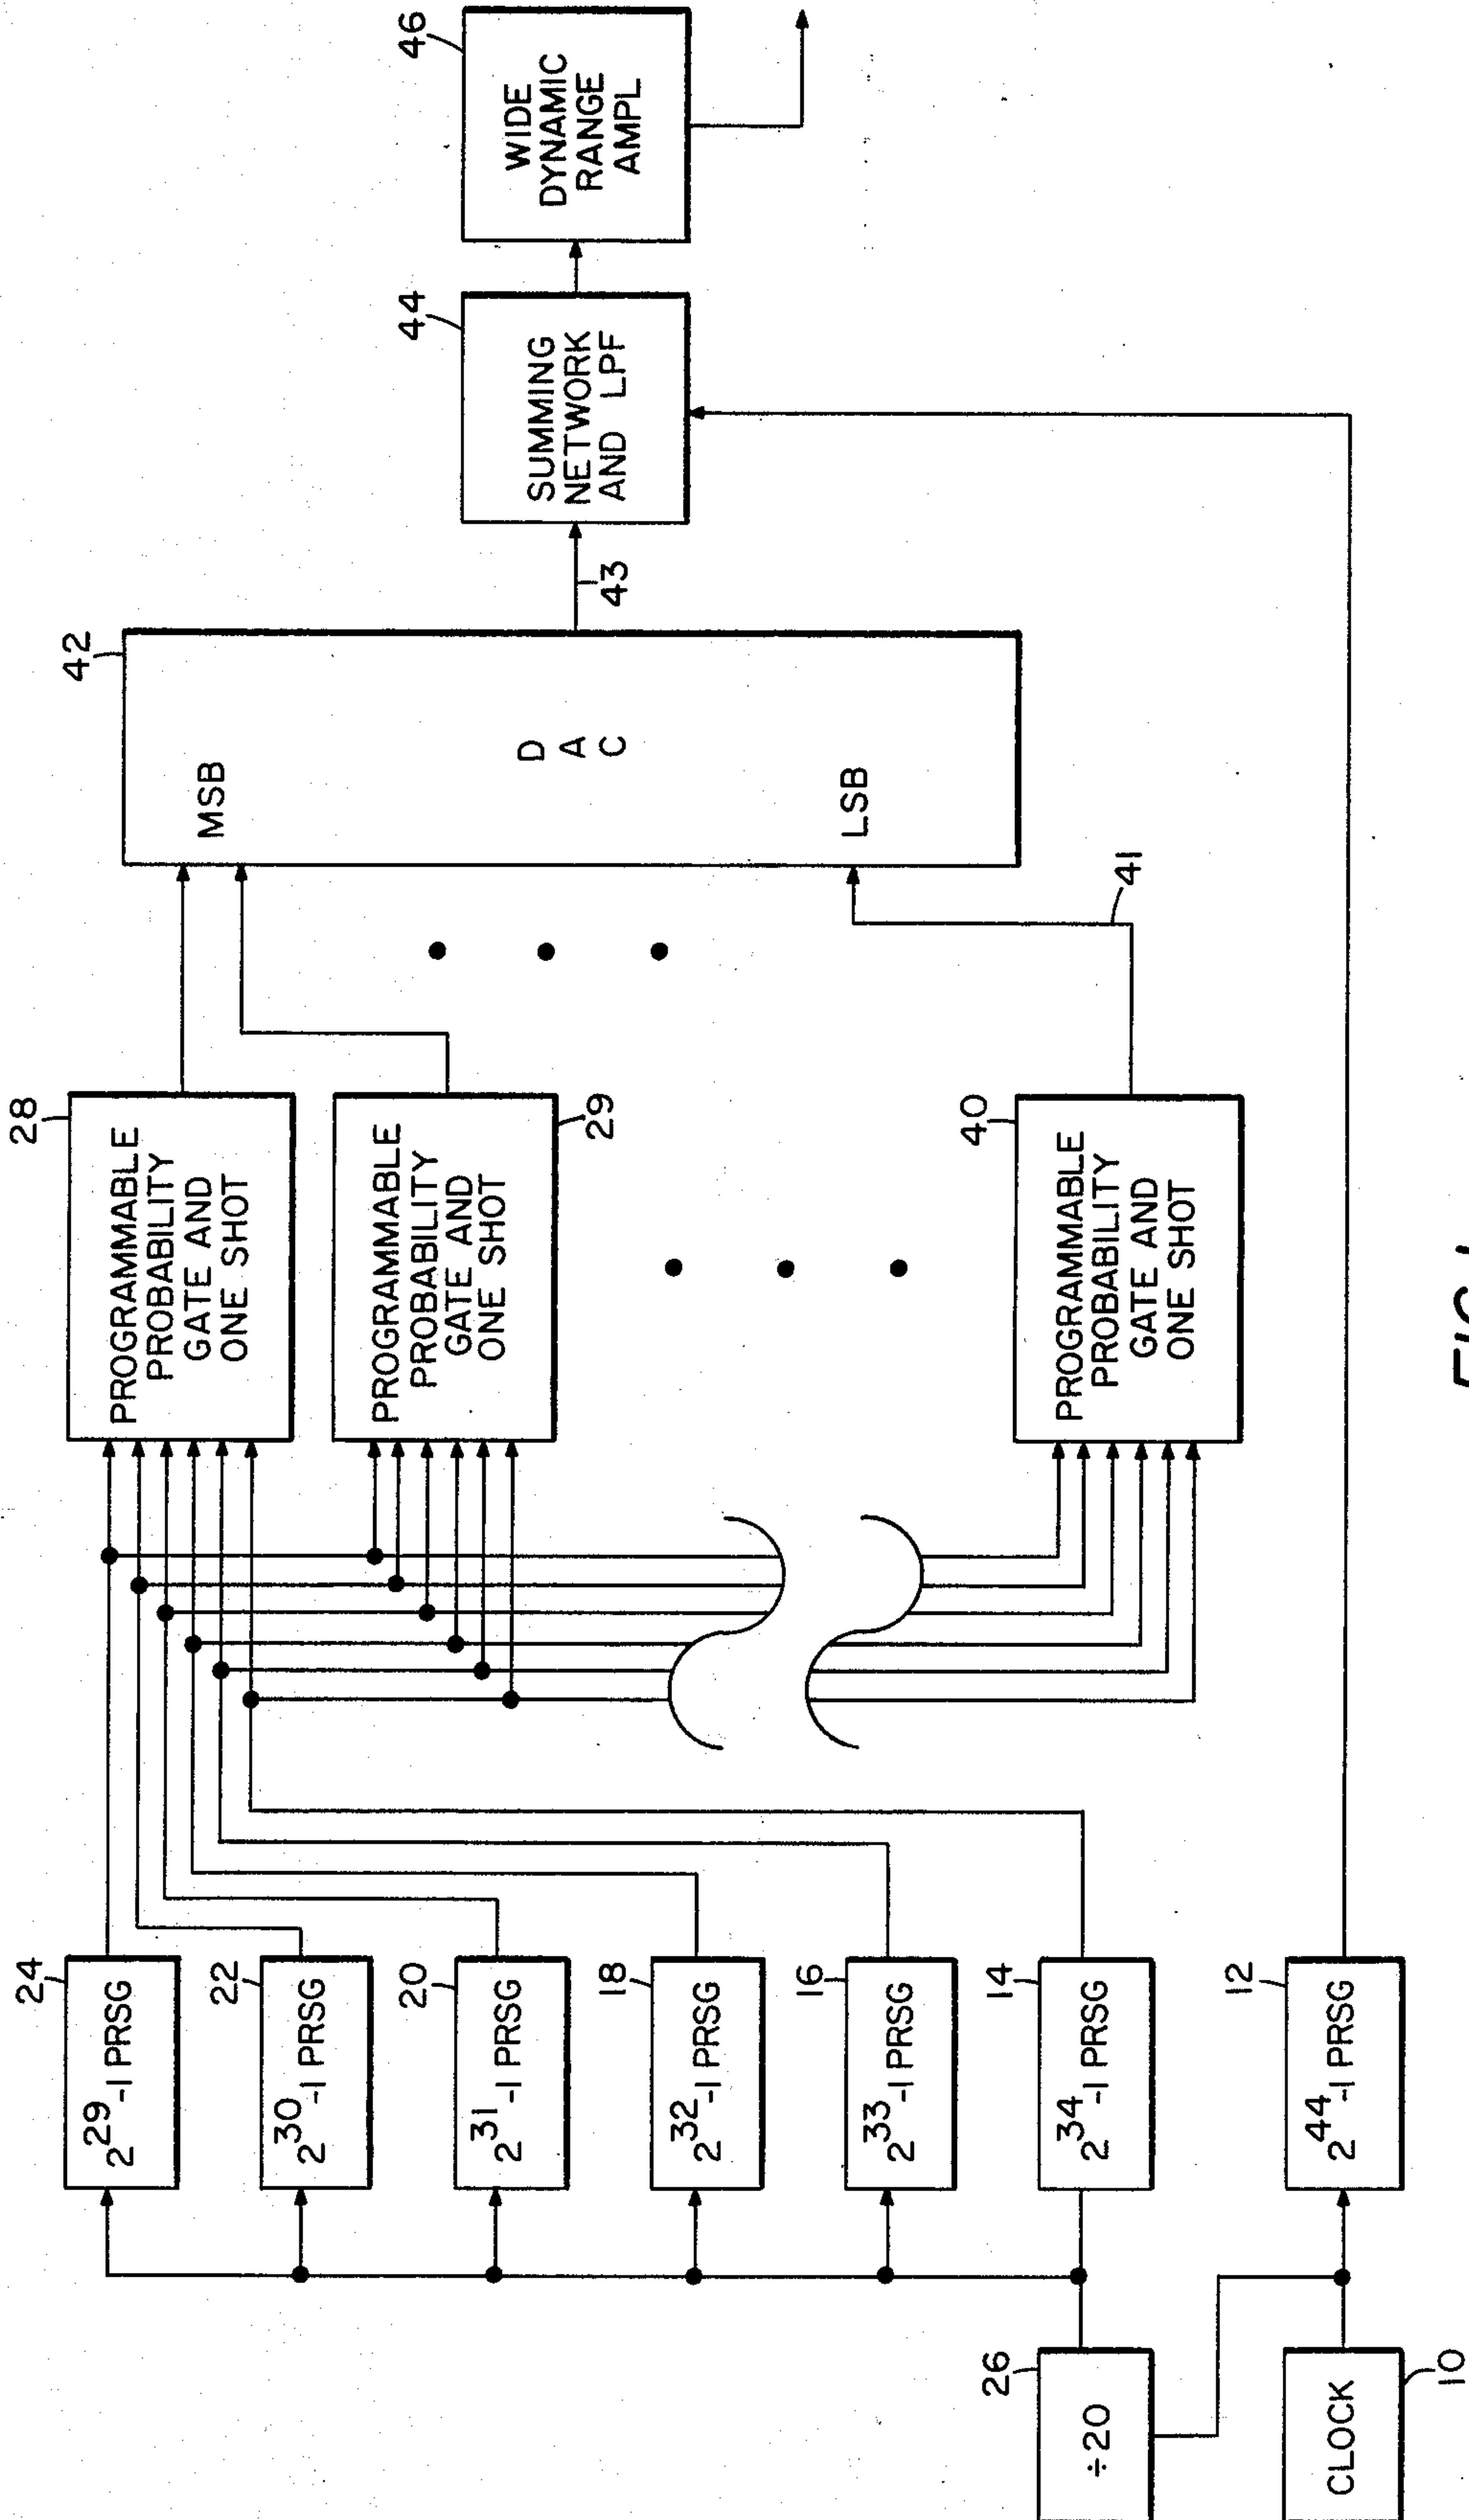 24
2^29-1 PRSG
22
2^30-1 PRSG
20
2^31-1 PRSG
18
2^32-1 PRSG
16
2^33-1 PRSG
14
2^34-1 PRSG
12
2^44-1 PRSG
26
÷20
CLOCK
10
28
PROGRAMMABLE
PROBABILITY
GATE AND
ONE SHOT
PROGRAMMABLE
PROBABILITY
GATE AND
ONE SHOT
29
40
PROGRAMMABLE
PROBABILITY
GATE AND
ONE SHOT
41
42
MSB
D
A
C
LSB
43
44
SUMMING
NETWORK
AND LPF
46
WIDE
DYNAMIC
RANGE
AMPL